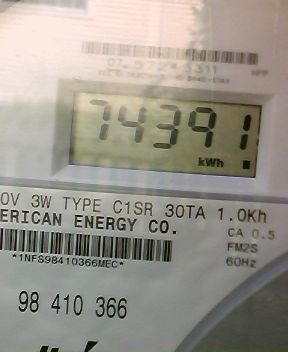 74391
kWh
0V 3W TYPE C1SR 30TA 1.0Kh
ERICAN ENERGY CO.
CA 0.5
FM2S
*1NFS98410366MEC*
60Hz
98 410 366